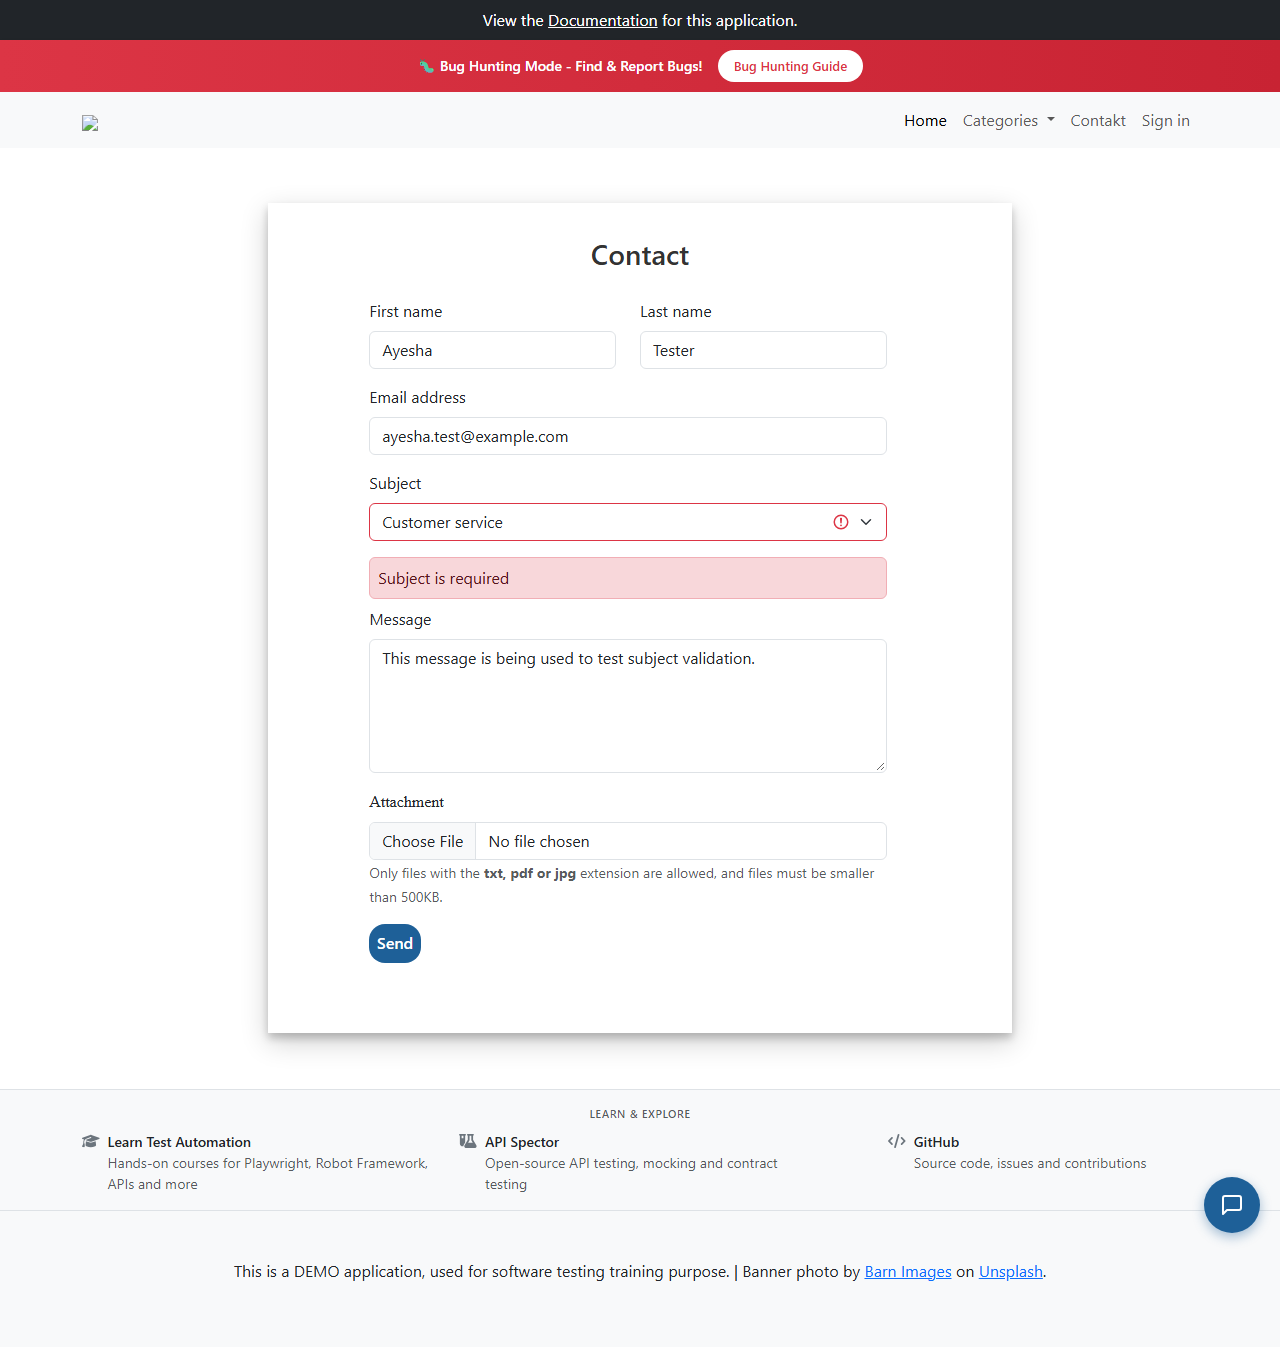 View the Documentation for this application.
Bug Hunting Mode - Find & Report Bugs!
Bug Hunting Guide
Home
Categories
Contakt
Sign in
Contact
First name
Last name
Ayesha
Tester
Email address
ayesha.test@example.com
Subject
Customer service
Subject is required
Message
This message is being used to test subject validation.
Attachment
Choose File
No file chosen
Only files with the txt, pdf or jpg extension are allowed, and files must be smaller
than 500KB.
Send
LEARN & EXPLORE
Learn Test Automation
Hands-on courses for Playwright, Robot Framework,
APIs and more
API Spector
Open-source API testing, mocking and contract
testing
GitHub
Source code, issues and contributions
This is a DEMO application, used for software testing training purpose. | Banner photo by Barn Images on Unsplash.